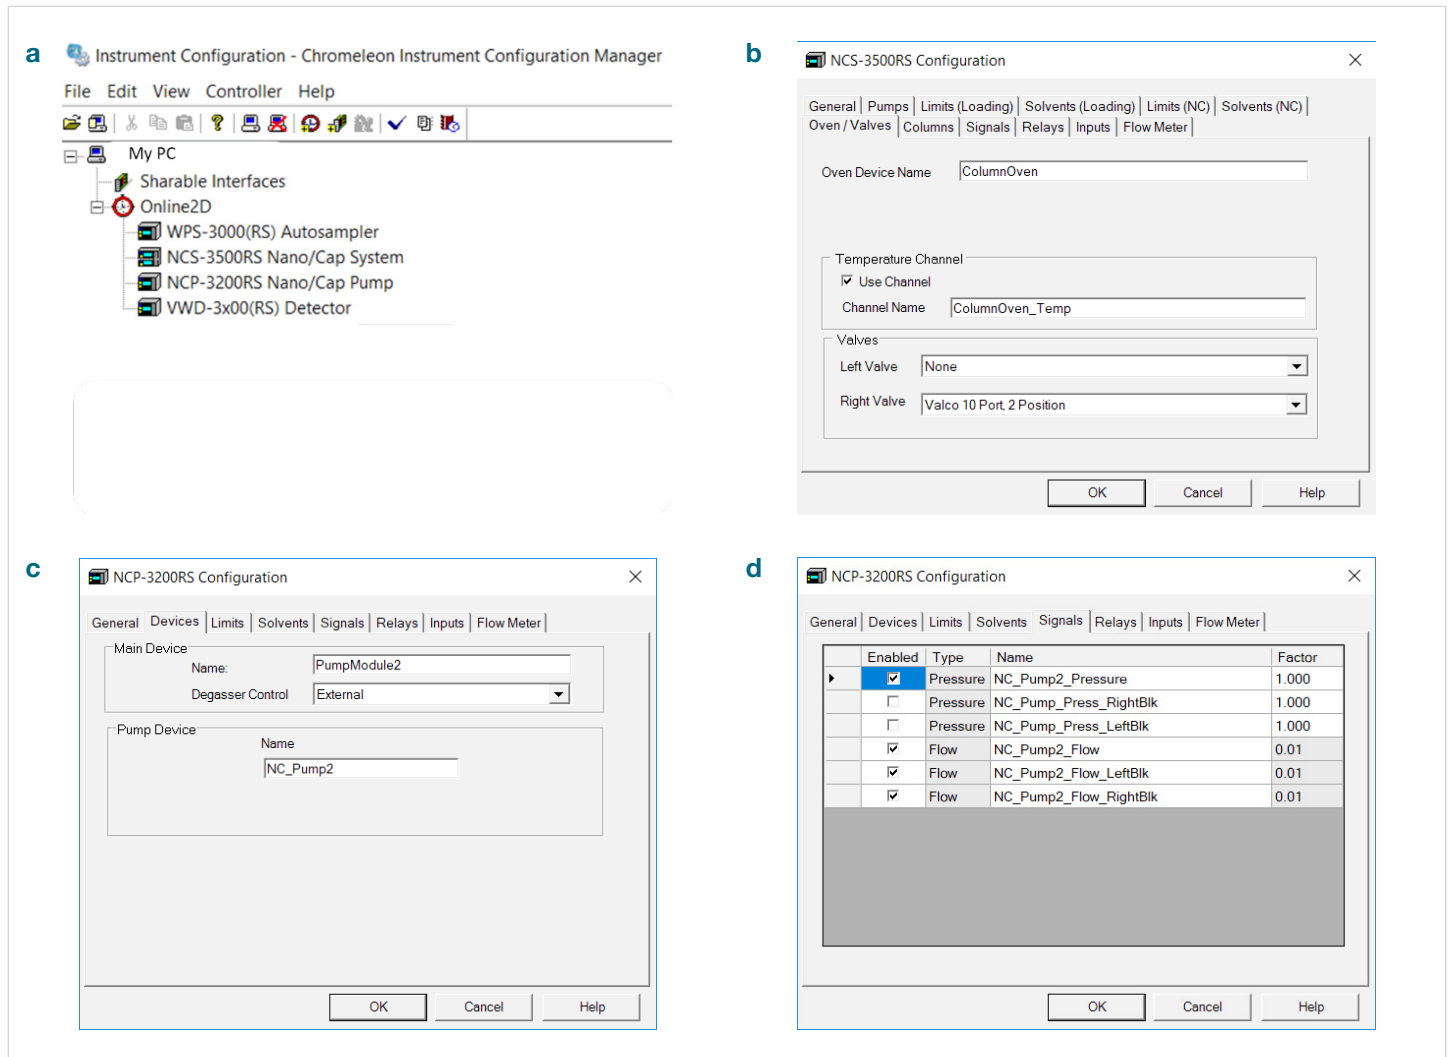 a
Instrument Configuration - Chromeleon Instrument Configuration Manager
File Edit View Controller Help
My PC
Sharable Interfaces
Online2D
WPS-3000(RS) Autosampler
NCS-3500RS Nano/Cap System
NCP-3200RS Nano/Cap Pump
VWD-3x00(RS) Detector
b
NCS-3500RS Configuration
General Pumps Limits (Loading) Solvents (Loading) Limits (NC) Solvents (NC)
Oven / Valves Columns Signals Relays Inputs Flow Meter
Oven Device Name ColumnOven
Temperature Channel
Use Channel
Channel Name ColumnOven_Temp
Valves
Left Valve None
Right Valve Valco 10 Port, 2 Position
OK Cancel Help
c
NCP-3200RS Configuration
General Devices Limits Solvents Signals Relays Inputs Flow Meter
Main Device
Name: PumpModule2
Degasser Control External
Pump Device
Name
NC_Pump2
OK Cancel Help
d
NCP-3200RS Configuration
General Devices Limits Solvents Signals Relays Inputs Flow Meter
Enabled Type Name Factor
Pressure NC_Pump2_Pressure 1.000
Pressure NC_Pump_Press_RightBlk 1.000
Pressure NC_Pump_Press_LeftBlk 1.000
Flow NC_Pump2_Flow 0.01
Flow NC_Pump2_Flow_LeftBlk 0.01
Flow NC_Pump2_Flow_RightBlk 0.01
OK Cancel Help